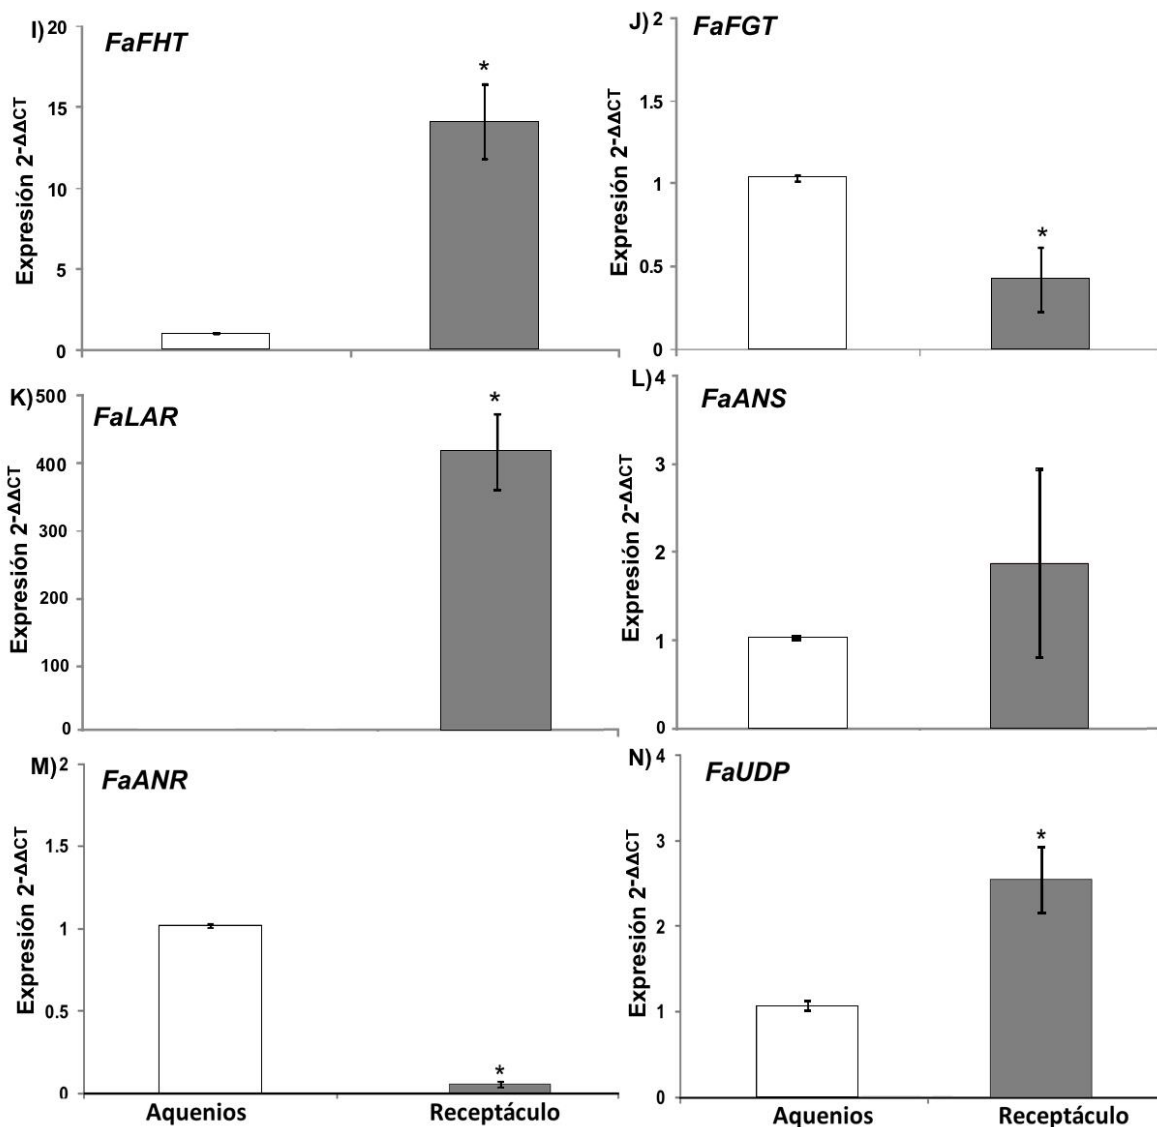 I)
FaFHT
20
15
10
5
0
Expresión 2-ΔΔCT
*
J)
FaFGT
2
1.5
1
0.5
0
Expresión 2-ΔΔCT
*
K)
FaLAR
500
400
300
200
100
0
Expresión 2-ΔΔCT
*
L)
FaANS
4
3
2
1
0
Expresión 2-ΔΔCT
M)
FaANR
2
1.5
1
0.5
0
Expresión 2-ΔΔCT
*
Aquenios Receptáculo
N)
FaUDP
4
3
2
1
0
Expresión 2-ΔΔCT
*
Aquenios Receptáculo